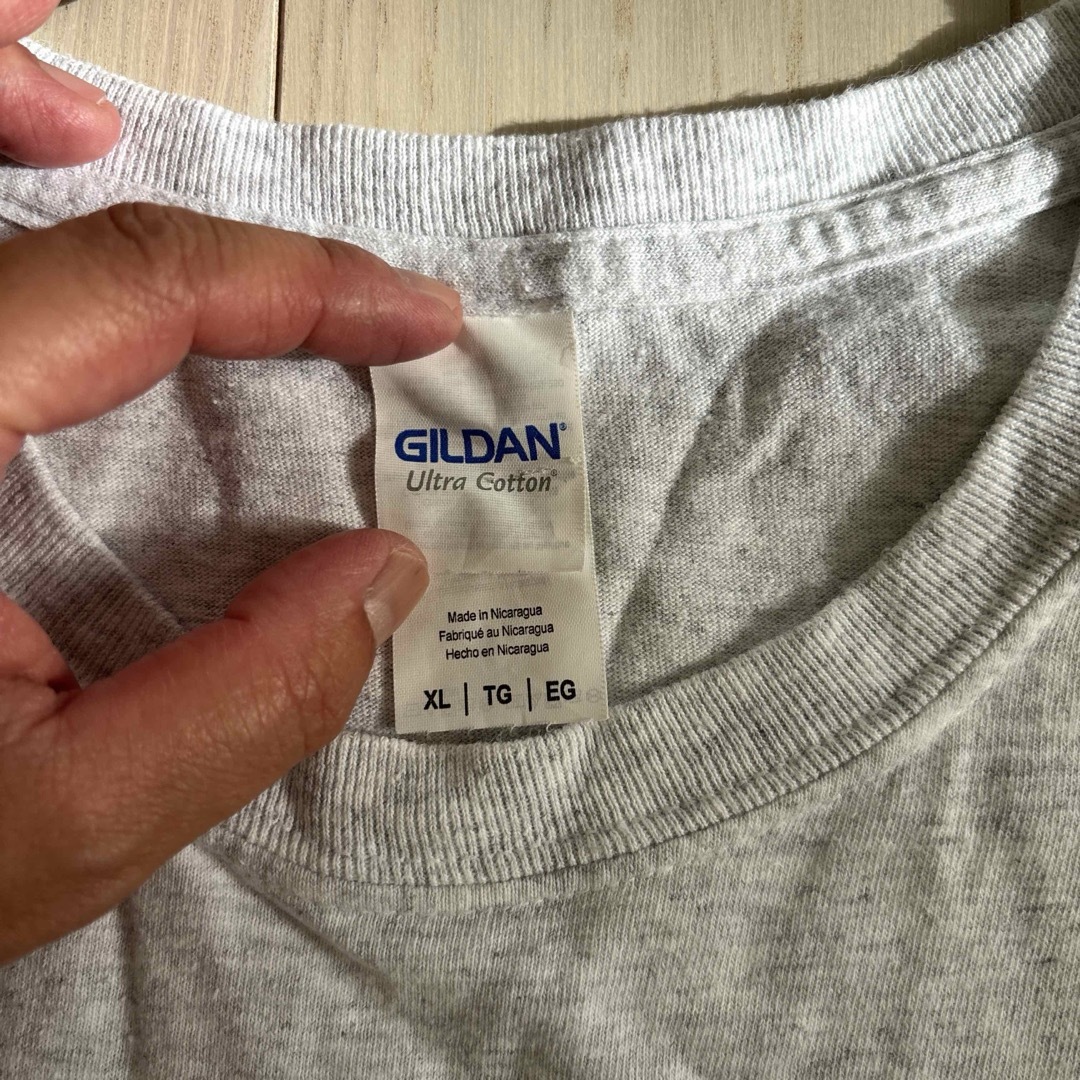 GILDAN®
Ultra Cotton®
Made in Nicaragua
Fabriqué au Nicaragua
Hecho en Nicaragua
XL | TG | EG